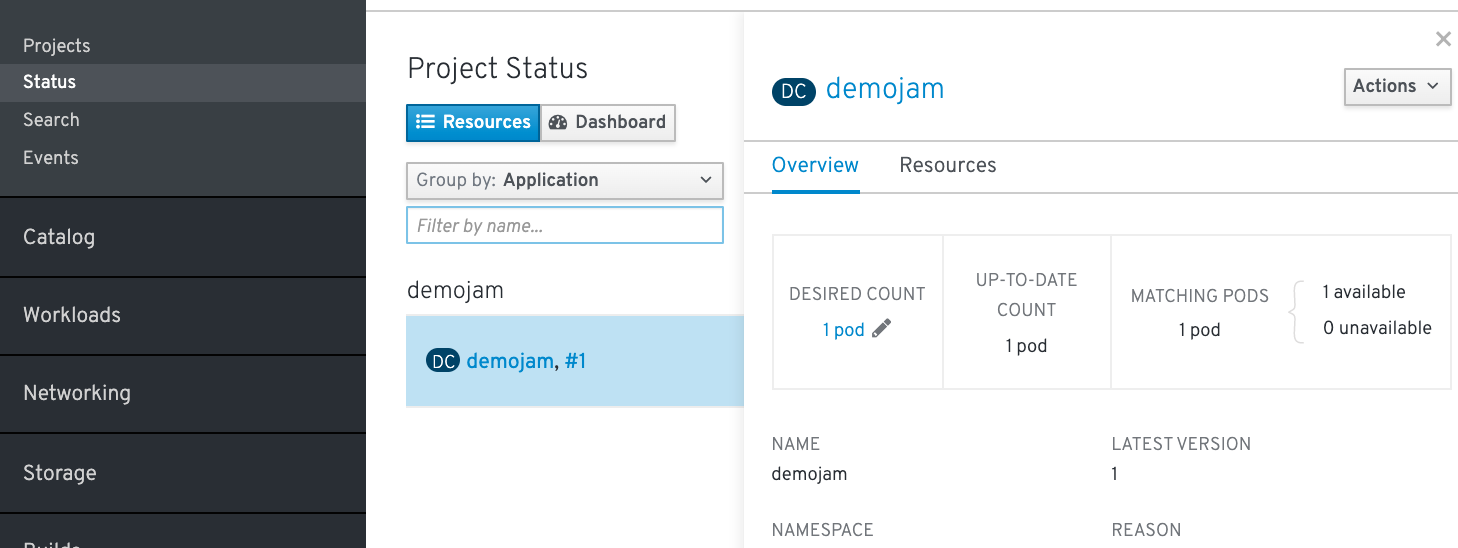 Projects
Status
Search
Events
Catalog
Workloads
Networking
Storage
Builds
Project Status
Resources
Dashboard
Group by: Application
Filter by name...
demojam
DC demojam, #1
DC demojam
Actions
Overview
Resources
DESIRED COUNT
1 pod
UP-TO-DATE
COUNT
1 pod
MATCHING PODS
1 pod
1 available
0 unavailable
NAME
demojam
LATEST VERSION
1
NAMESPACE
REASON